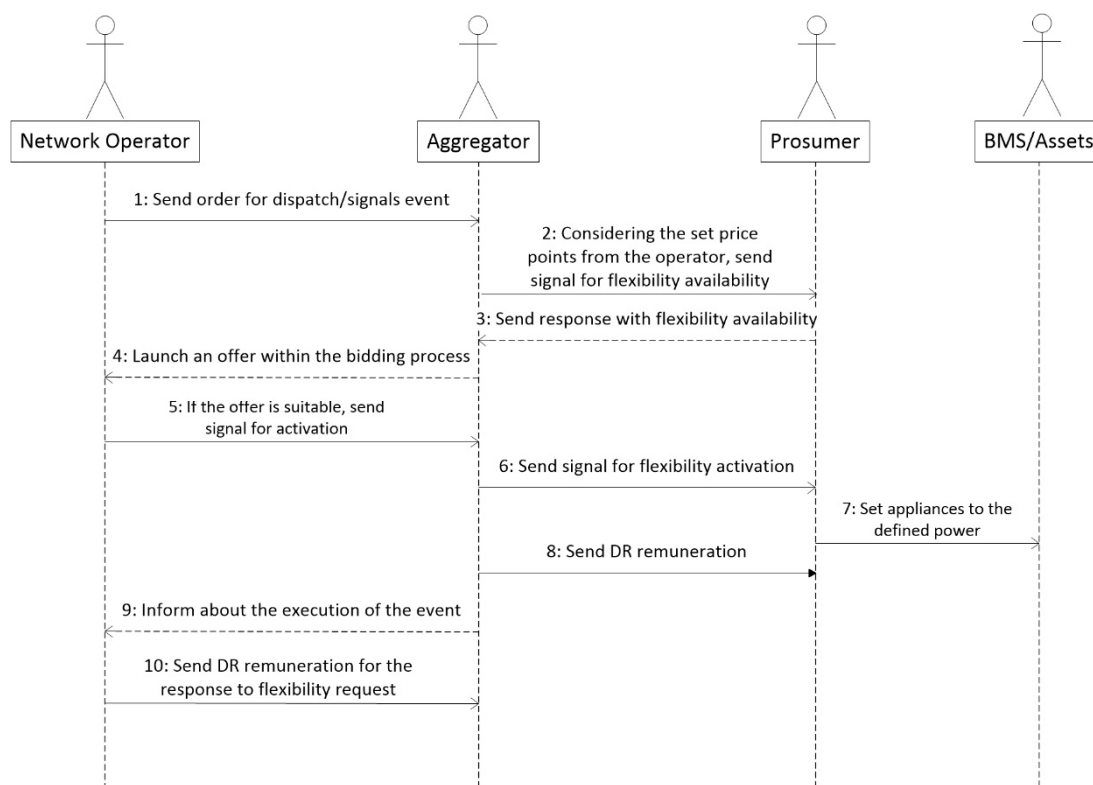 Network Operator
Aggregator
Prosumer
BMS/Assets
1: Send order for dispatch/signals event
2: Considering the set price
points from the operator, send
signal for flexibility availability
3: Send response with flexibility availability
4: Launch an offer within the bidding process
5: If the offer is suitable, send
signal for activation
6: Send signal for flexibility activation
7: Set appliances to the
defined power
8: Send DR remuneration
9: Inform about the execution of the event
10: Send DR remuneration for the
response to flexibility request